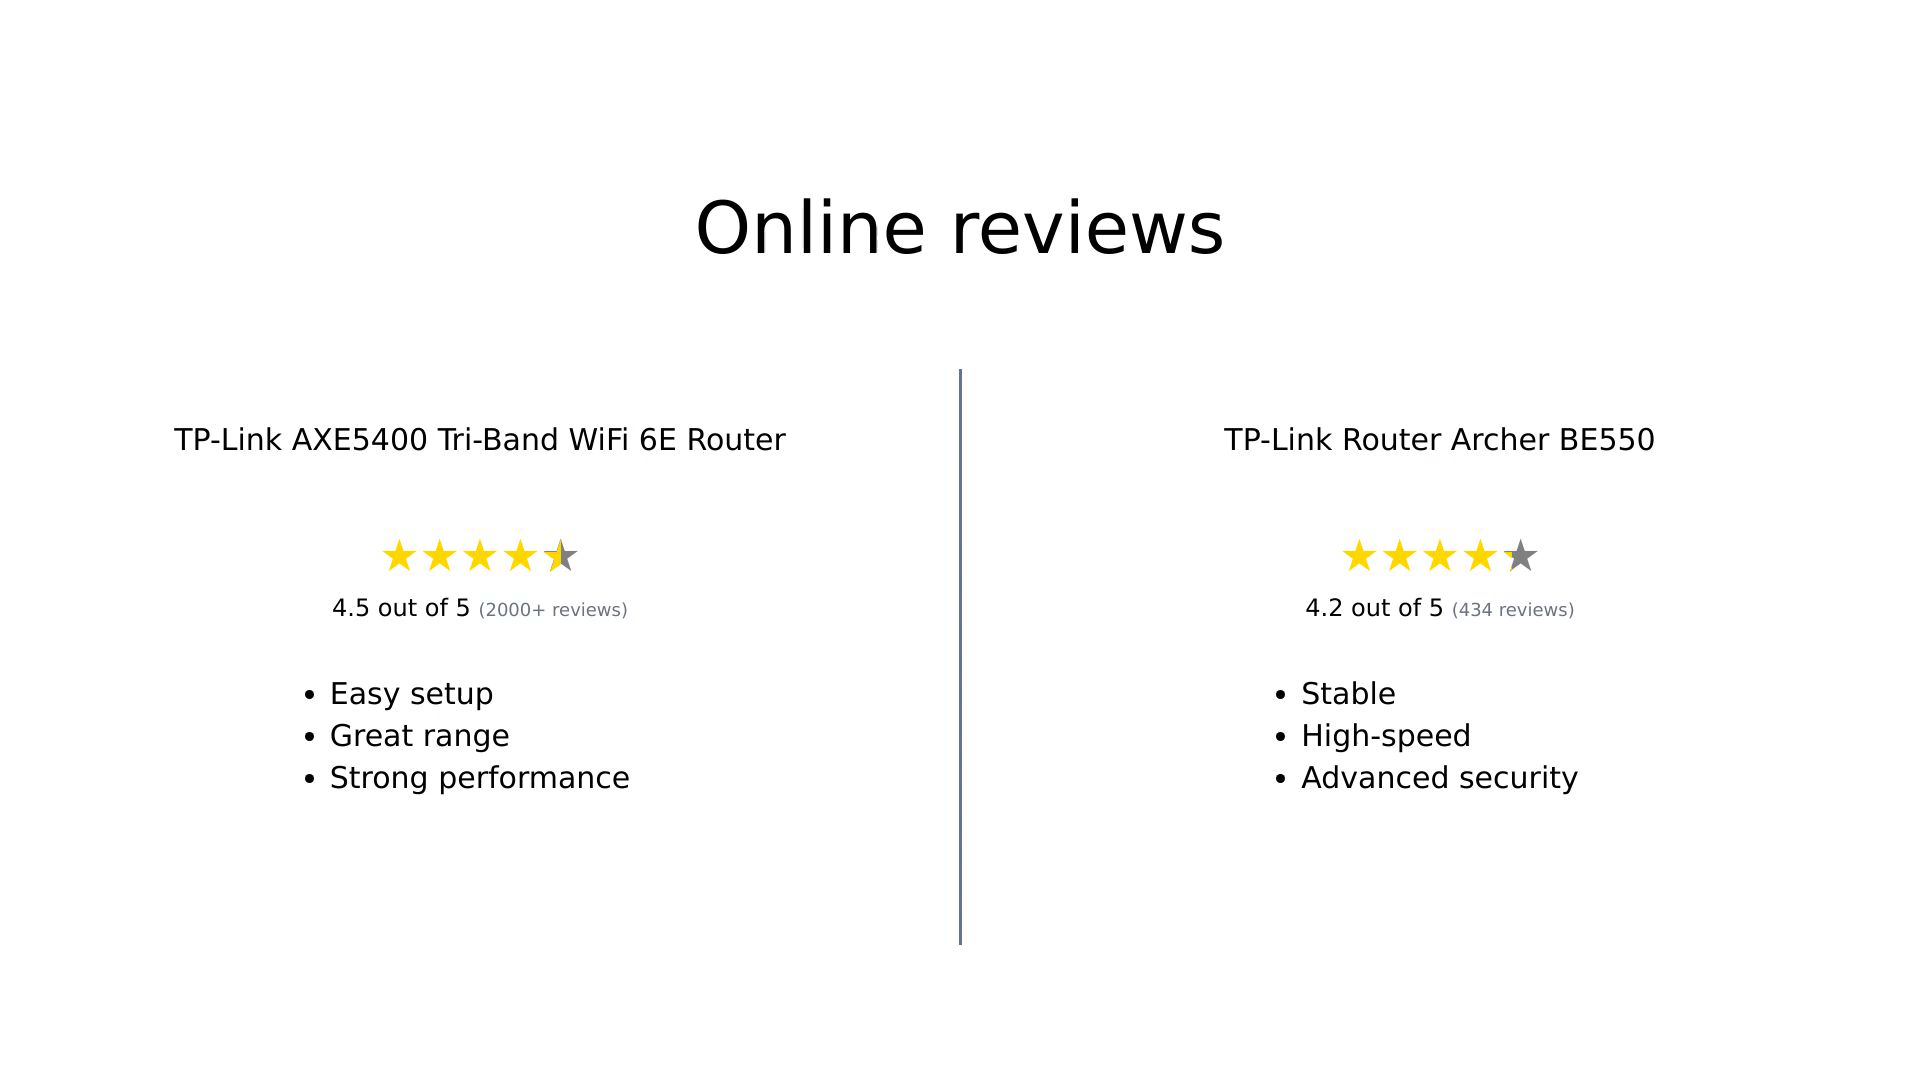 Online reviews
TP-Link AXE5400 Tri-Band WiFi 6E Router
4.5 out of 5 (2000+ reviews)
• Easy setup
• Great range
• Strong performance
TP-Link Router Archer BE550
4.2 out of 5 (434 reviews)
• Stable
• High-speed
• Advanced security